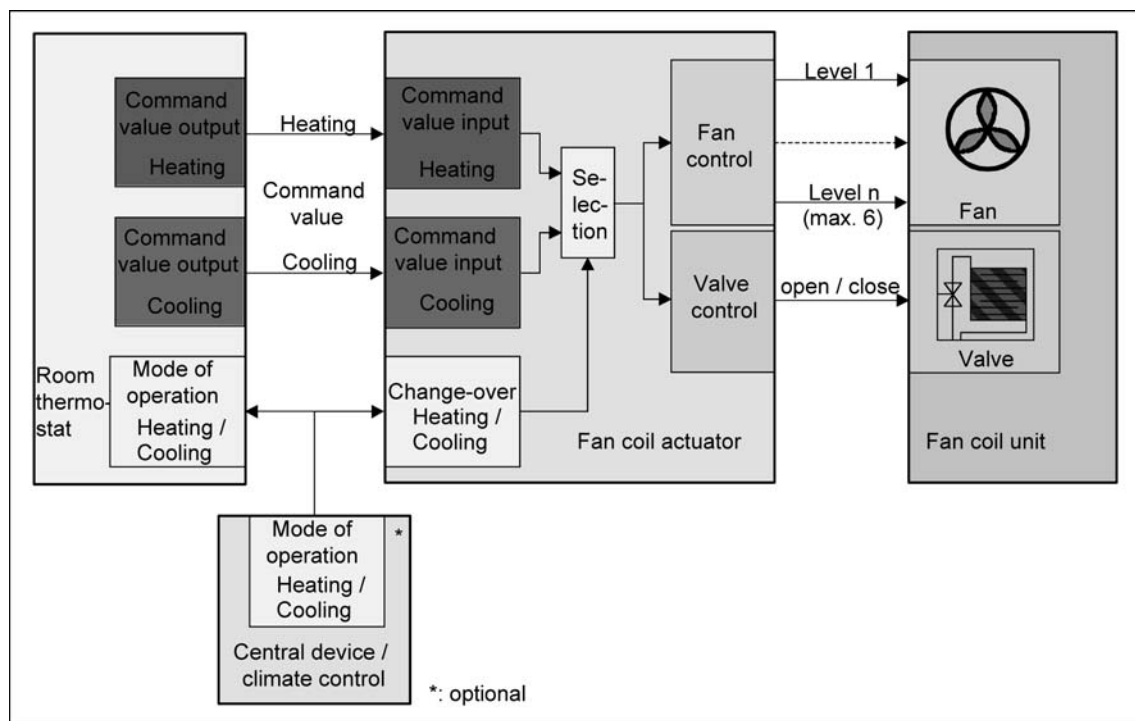 Command
value output
Heating
Command
value output
Cooling
Room
thermo-
stat
Mode of
operation
Heating /
Cooling
Heating
Command
value
Cooling
Command
value input
Heating
Command
value input
Cooling
Change-over
Heating /
Cooling
Se-
lec-
tion
Fan
control
Valve
control
Fan coil actuator
Level 1
Level n
(max. 6)
open / close
Fan
Valve
Fan coil unit
Mode of
operation
Heating /
Cooling
*
Central device /
climate control
*: optional